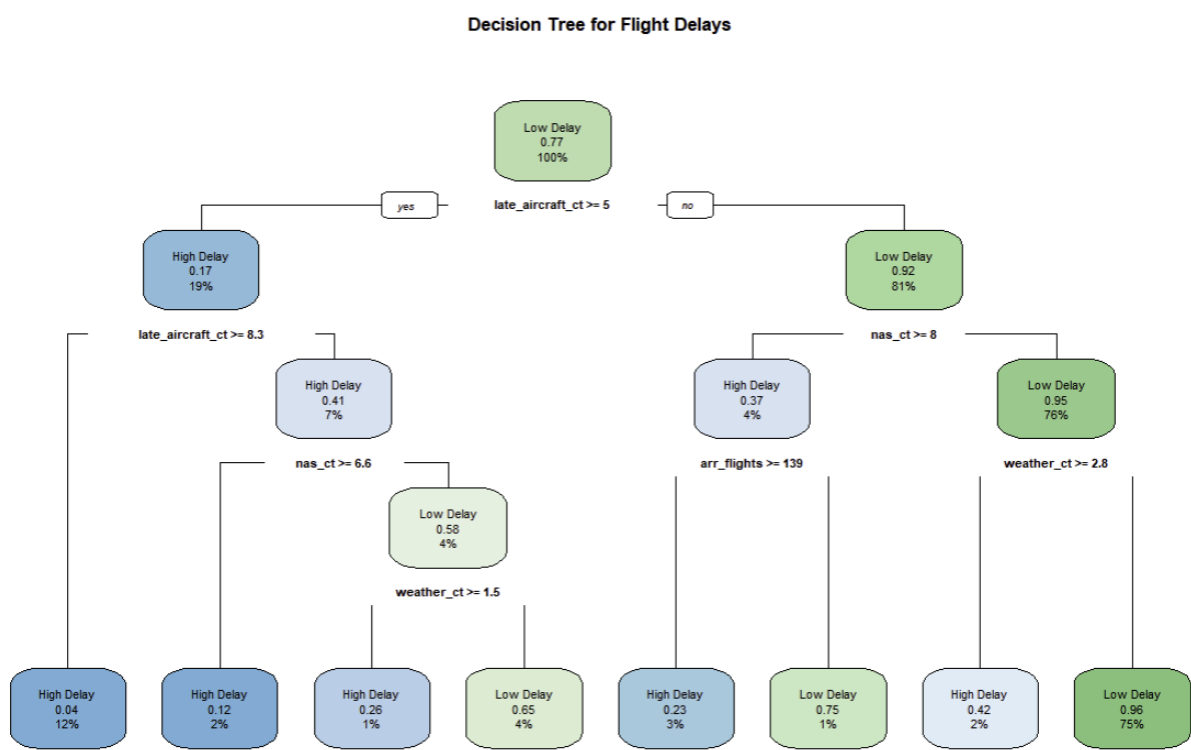 Decision Tree for Flight Delays
Low Delay
0.77
100%
yes
late_aircraft_ct >= 5
no
High Delay
0.17
19%
Low Delay
0.92
81%
late_aircraft_ct >= 8.3
nas_ct >= 8
High Delay
0.41
7%
High Delay
0.37
4%
Low Delay
0.95
76%
nas_ct >= 6.6
arr_flights >= 139
weather_ct >= 2.8
Low Delay
0.58
4%
weather_ct >= 1.5
High Delay
0.04
12%
High Delay
0.12
2%
High Delay
0.26
1%
Low Delay
0.65
4%
High Delay
0.23
3%
Low Delay
0.75
1%
High Delay
0.42
2%
Low Delay
0.96
75%